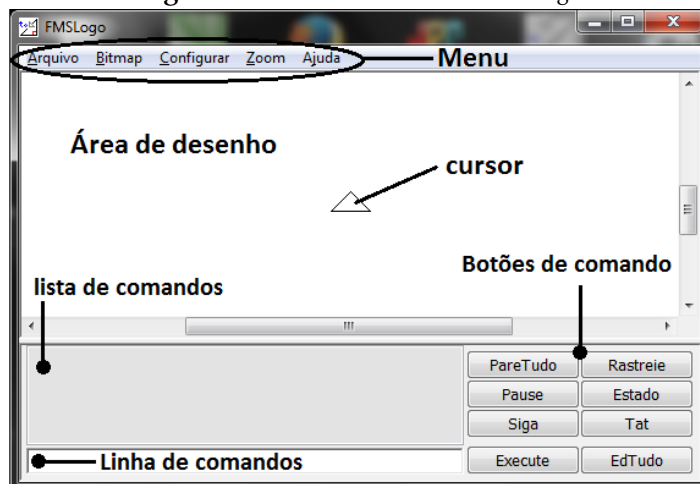 FMSLogo
Arquivo Bitmap Configurar Zoom Ajuda Menu
Área de desenho
cursor
Botões de comando
lista de comandos
PareTudo Rastreie
Pause Estado
Siga Tat
Linha de comandos
Execute EdTudo